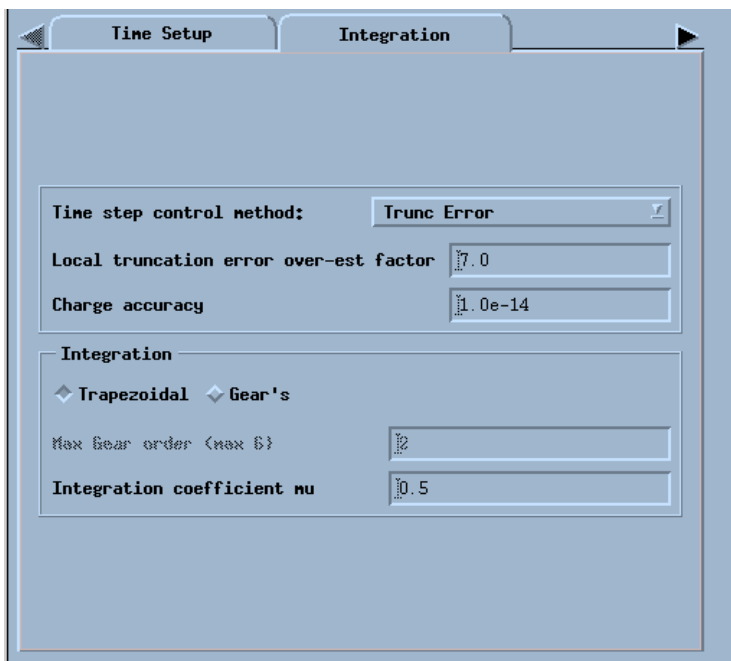 Time Setup
Integration
Time step control method: Trunc Error
Local truncation error over-est factor 7.0
Charge accuracy 1.0e-14
Integration
Trapezoidal Gear's
Max Gear order (max 6) 2
Integration coefficient mu 0.5